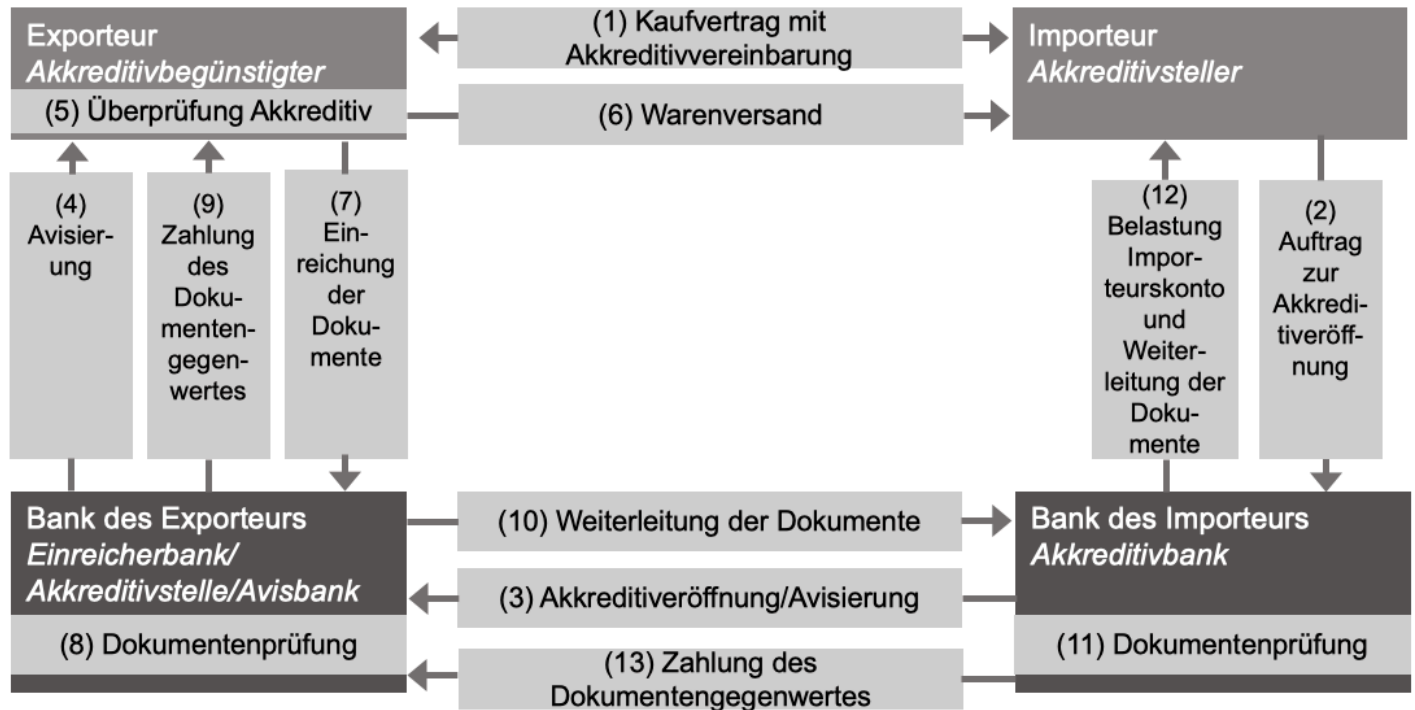 Exporteur
Akkreditivbegünstigter
(5) Überprüfung Akkreditiv
(1) Kaufvertrag mit
Akkreditivvereinbarung
(6) Warenversand
Importeur
Akkreditivsteller
(4)
Avisier-
ung
(9)
Zahlung
des
Doku-
menten-
gegen-
wertes
(7)
Ein-
reichung
der
Doku-
mente
(12)
Belastung
Impor-
teurskonto
und
Weiter-
leitung der
Doku-
mente
(2)
Auftrag
zur
Akkredi-
tiveröff-
nung
Bank des Exporteurs
Einreicherbank/
Akkreditivstelle/Avisbank
(8) Dokumentenprüfung
(10) Weiterleitung der Dokumente
(3) Akkreditiveröffnung/Avisierung
(13) Zahlung des
Dokumentengegenwertes
Bank des Importeurs
Akkreditivbank
(11) Dokumentenprüfung